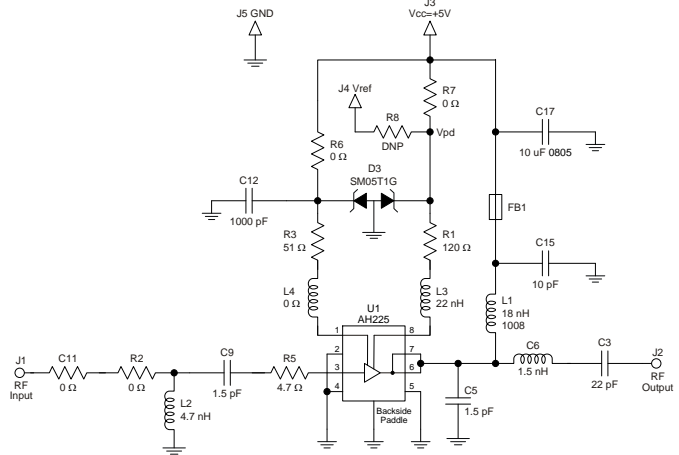 J5 GND
J3
Vcc=+5V
R7
0 Ω
J4 Vref
R8
DNP
Vpd
C17
10 uF 0805
R6
0 Ω
D3
SM05T1G
C12
1000 pF
FB1
R3
51 Ω
R1
120 Ω
C15
10 pF
L4
0 Ω
L3
22 nH
L1
18 nH
1008
U1
AH225
1
8
2
7
3
6
4
5
Backside
Paddle
J1
RF
Input
C11
0 Ω
R2
0 Ω
L2
4.7 nH
C9
1.5 pF
R5
4.7 Ω
C5
1.5 pF
C6
1.5 nH
C3
22 pF
J2
RF
Output